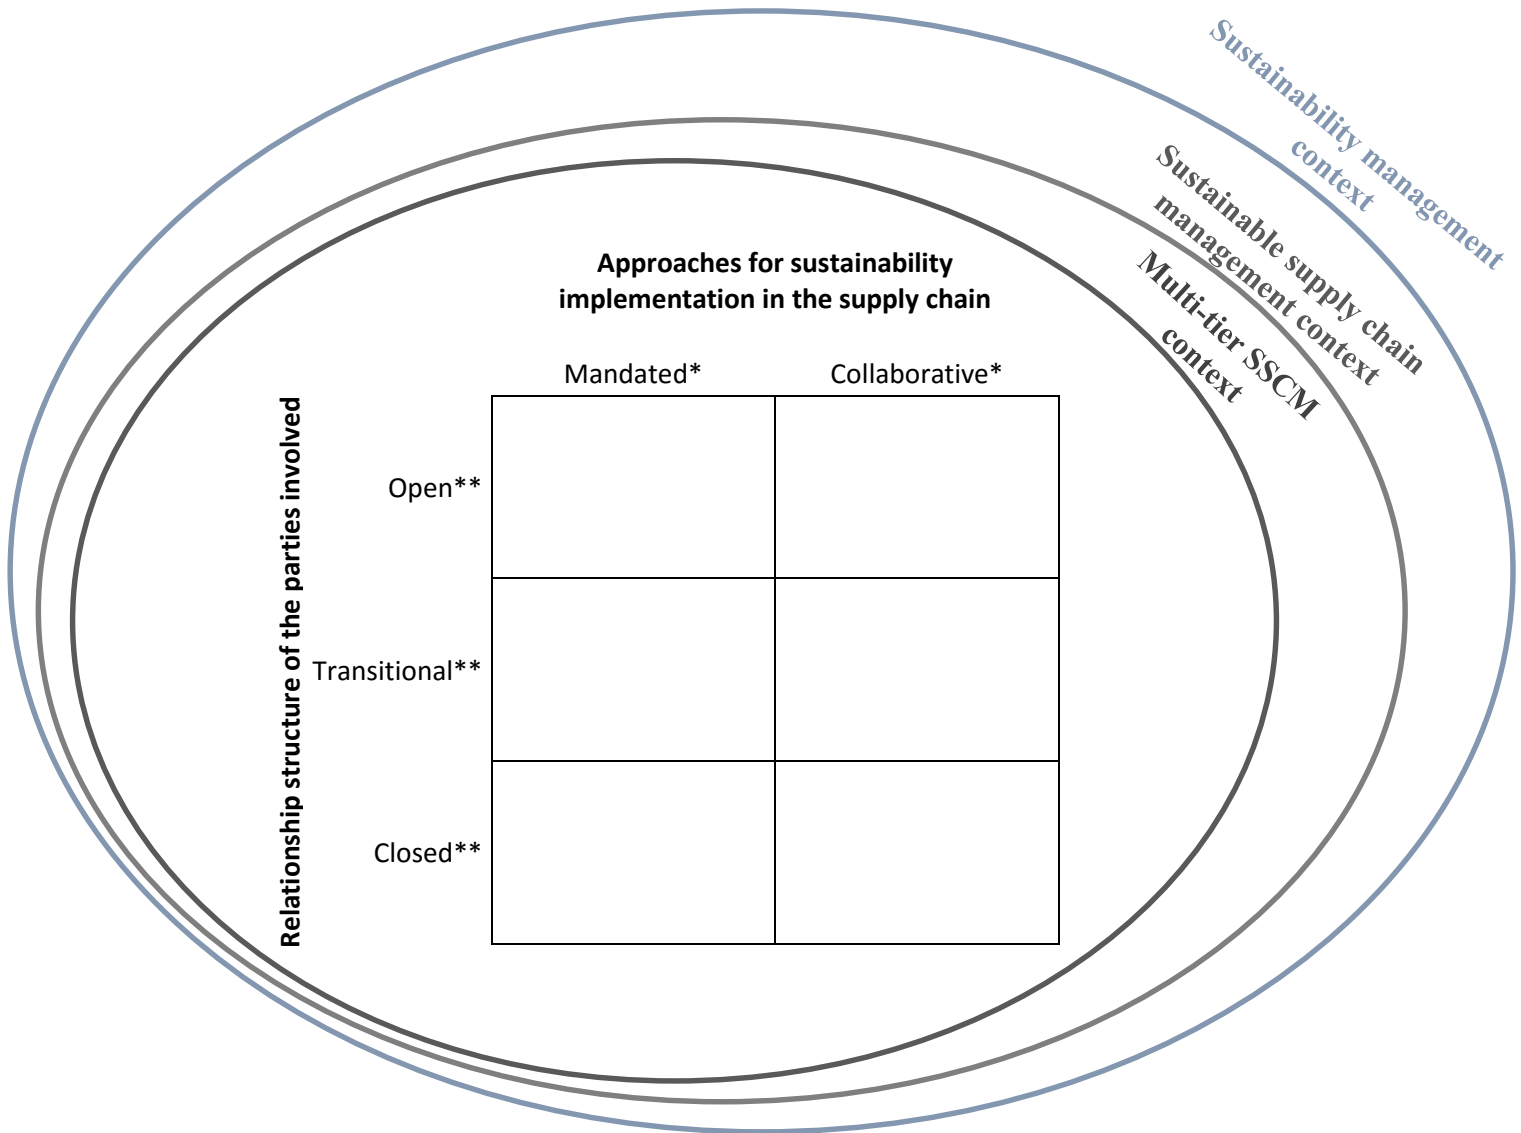 Sustainability management
context
Sustainable supply chain
management context
Multi-tier SSCM
context
Approaches for sustainability
implementation in the supply chain
Mandated*
Collaborative*
Relationship structure of the parties involved
Open**
Transitional**
Closed**